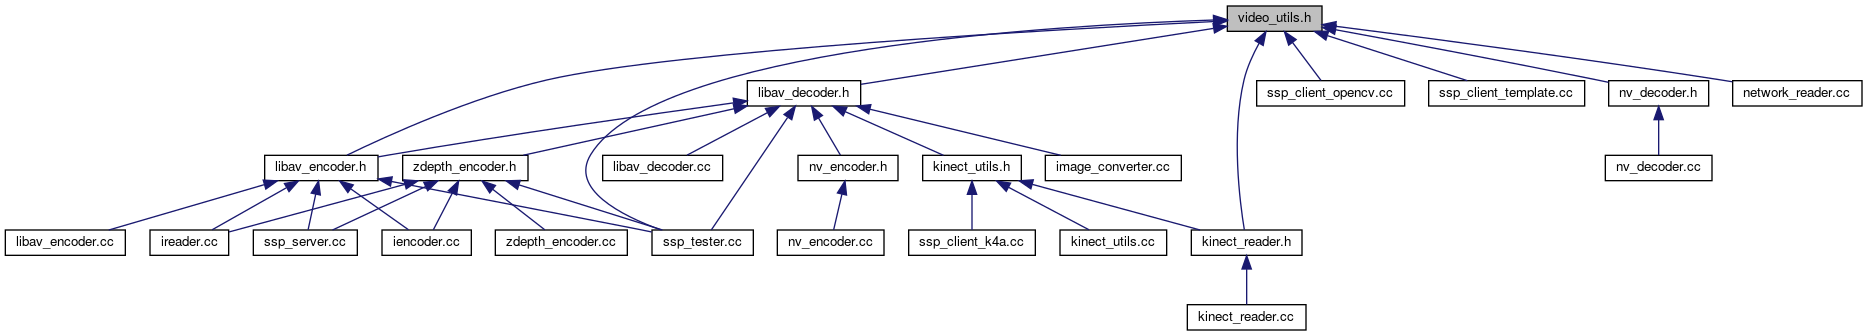 video_utils.h
libav_decoder.h
ssp_client_opencv.cc
ssp_client_template.cc
nv_decoder.h
network_reader.cc
libav_encoder.h
zdepth_encoder.h
libav_decoder.cc
nv_encoder.h
kinect_utils.h
image_converter.cc
nv_decoder.cc
libav_encoder.cc
ireader.cc
ssp_server.cc
iencoder.cc
zdepth_encoder.cc
ssp_tester.cc
nv_encoder.cc
ssp_client_k4a.cc
kinect_utils.cc
kinect_reader.h
kinect_reader.cc